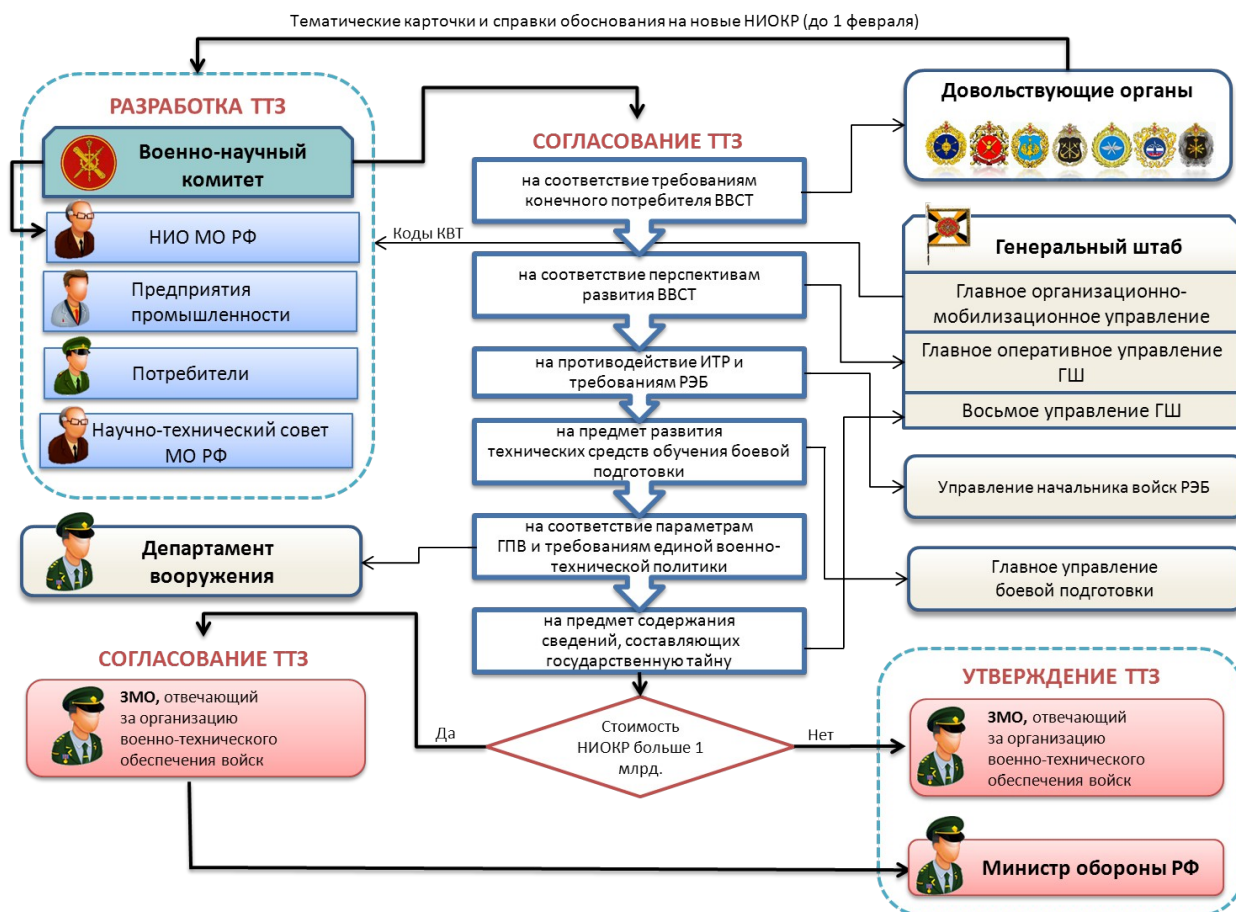 Тематические карточки и справки обоснования на новые НИОКР (до 1 февраля)
РАЗРАБОТКА ТТЗ
Военно-научный
комитет
НИО МО РФ
Предприятия
промышленности
Потребители
Научно-технический совет
МО РФ
Департамент
вооружения
СОГЛАСОВАНИЕ ТТЗ
на соответствие требованиям
конечного потребителя ВВСТ
Коды КВТ
на соответствие перспективам
развития ВВСТ
на противодействие ИТР и
требованиям РЭБ
на предмет развития
технических средств обучения боевой
подготовки
на соответствие параметрам
ГПВ и требованиям единой военно-
технической политики
на предмет содержания
сведений, составляющих
государственную тайну
Довольствующие органы
Генеральный штаб
Главное организационно-
мобилизационное управление
Главное оперативное управление
ГШ
Восьмое управление ГШ
Управление начальника войск РЭБ
Главное управление
боевой подготовки
СОГЛАСОВАНИЕ ТТЗ
ЗМО, отвечающий
за организацию
военно-технического
обеспечения войск
Да
Стоимость
НИОКР больше 1
млрд.
Нет
УТВЕРЖДЕНИЕ ТТЗ
ЗМО, отвечающий
за организацию
военно-технического
обеспечения войск
Министр обороны РФ